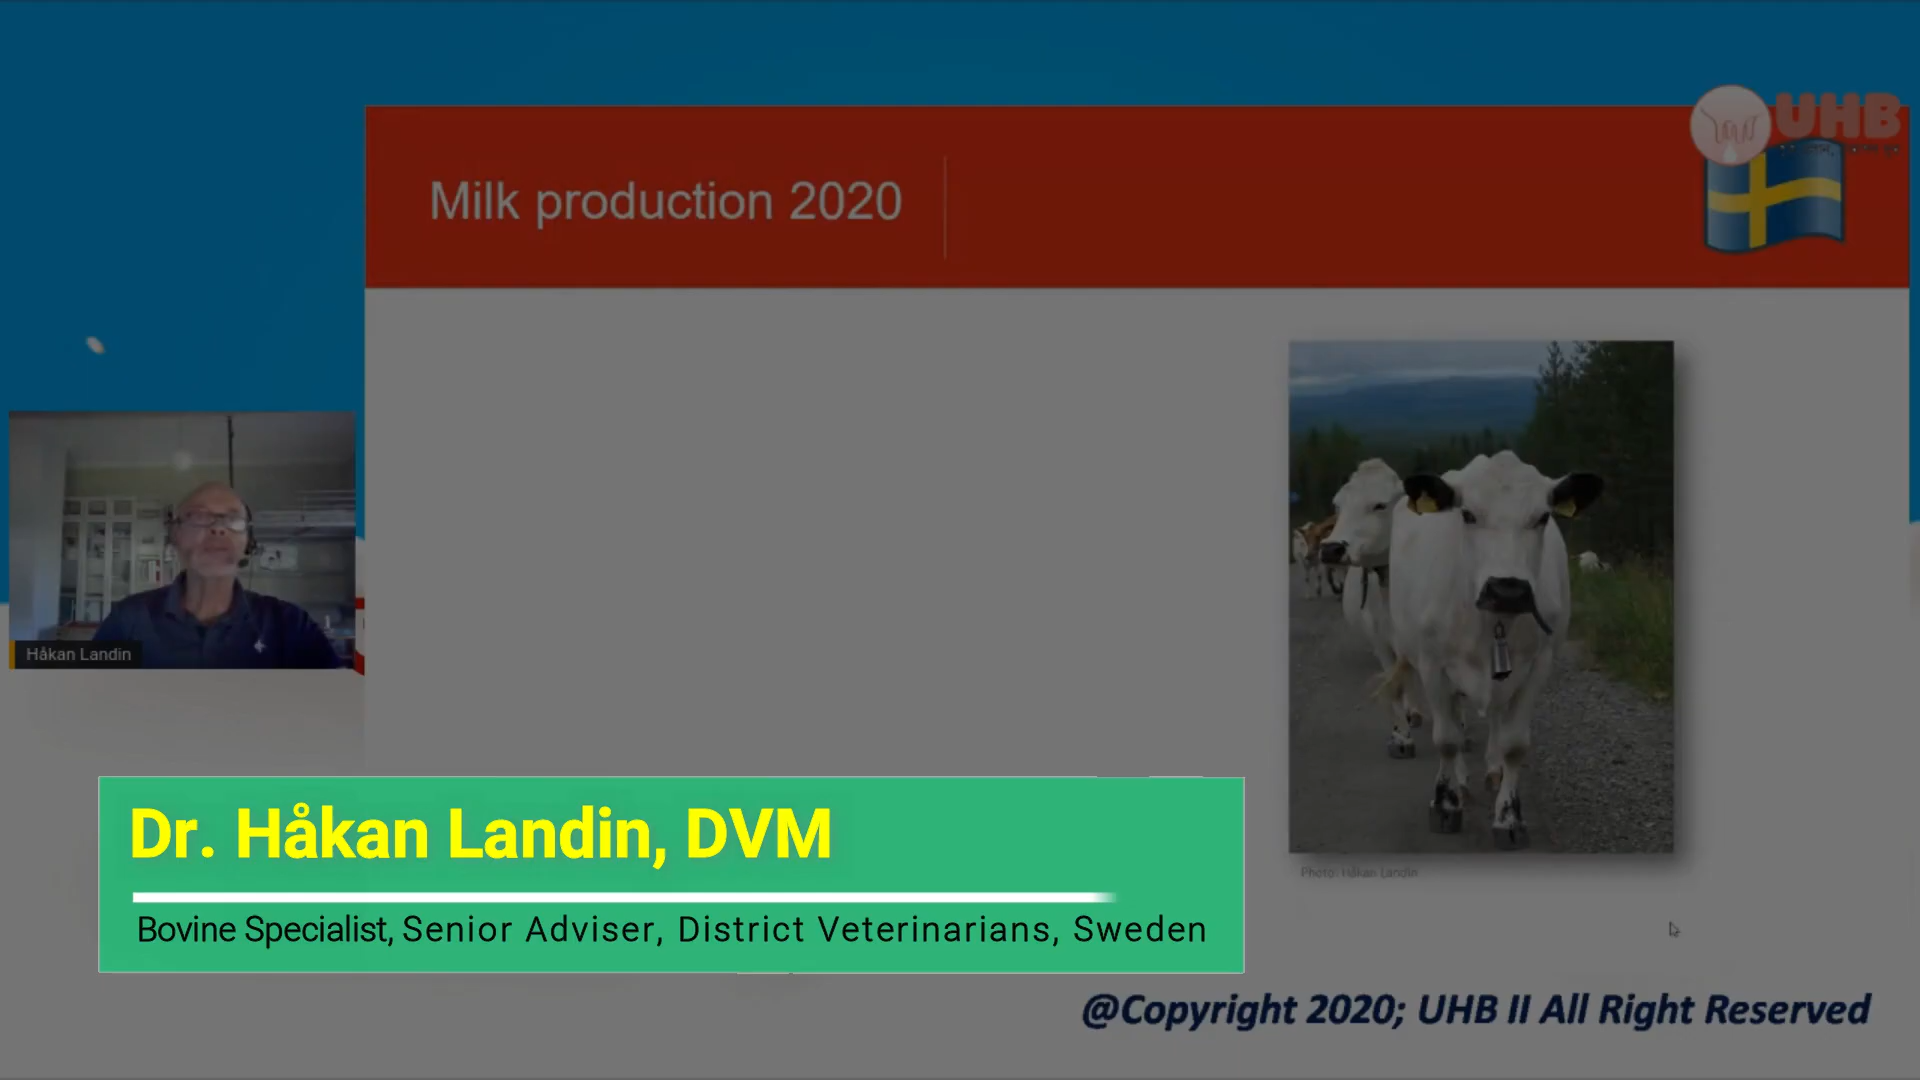 UHB
Milk production 2020
Håkan Landin
Dr. Håkan Landin, DVM
Bovine Specialist, Senior Adviser, District Veterinarians, Sweden
Photo: Håkan Landin
@Copyright 2020; UHB II All Right Reserved